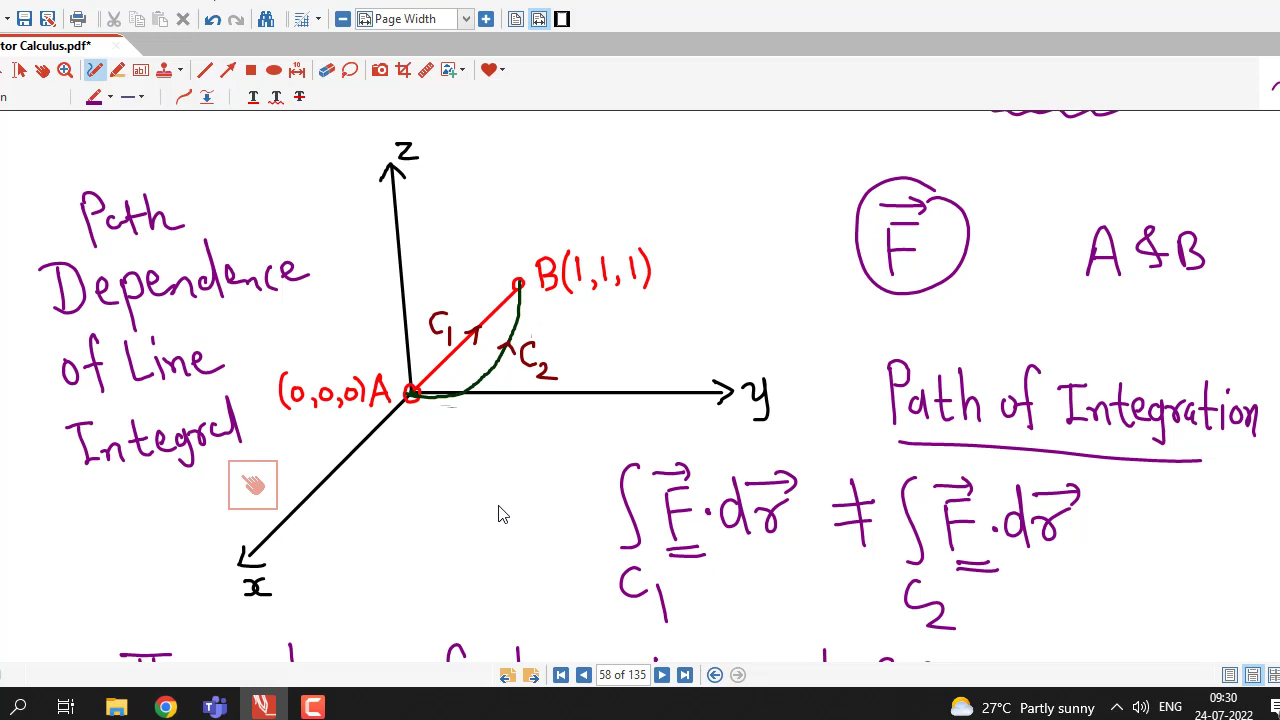 Page Width
tor Calculus.pdf*
z
Path
Dependence
of Line
Integral
F
A & B
B(1,1,1)
C1
C2
(0,0,0)A
y
Path of Integration
∫ F · dr ≠ ∫ F · dr
C1 C2
x
58 of 135
27°C Partly sunny
09:30
24-07-2022